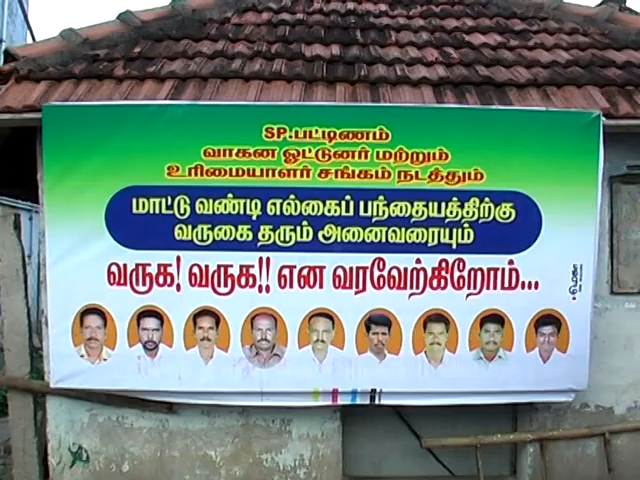 SP.பட்டிணம்
வாகன ஓட்டுனர் மற்றும்
உரிமையாளர் சங்கம் நடத்தும்
மாட்டு வண்டி எல்கைப் பந்தையத்திற்கு
வருகை தரும் அனைவரையும்
வருக! வருக!! என வரவேற்கிறோம்...